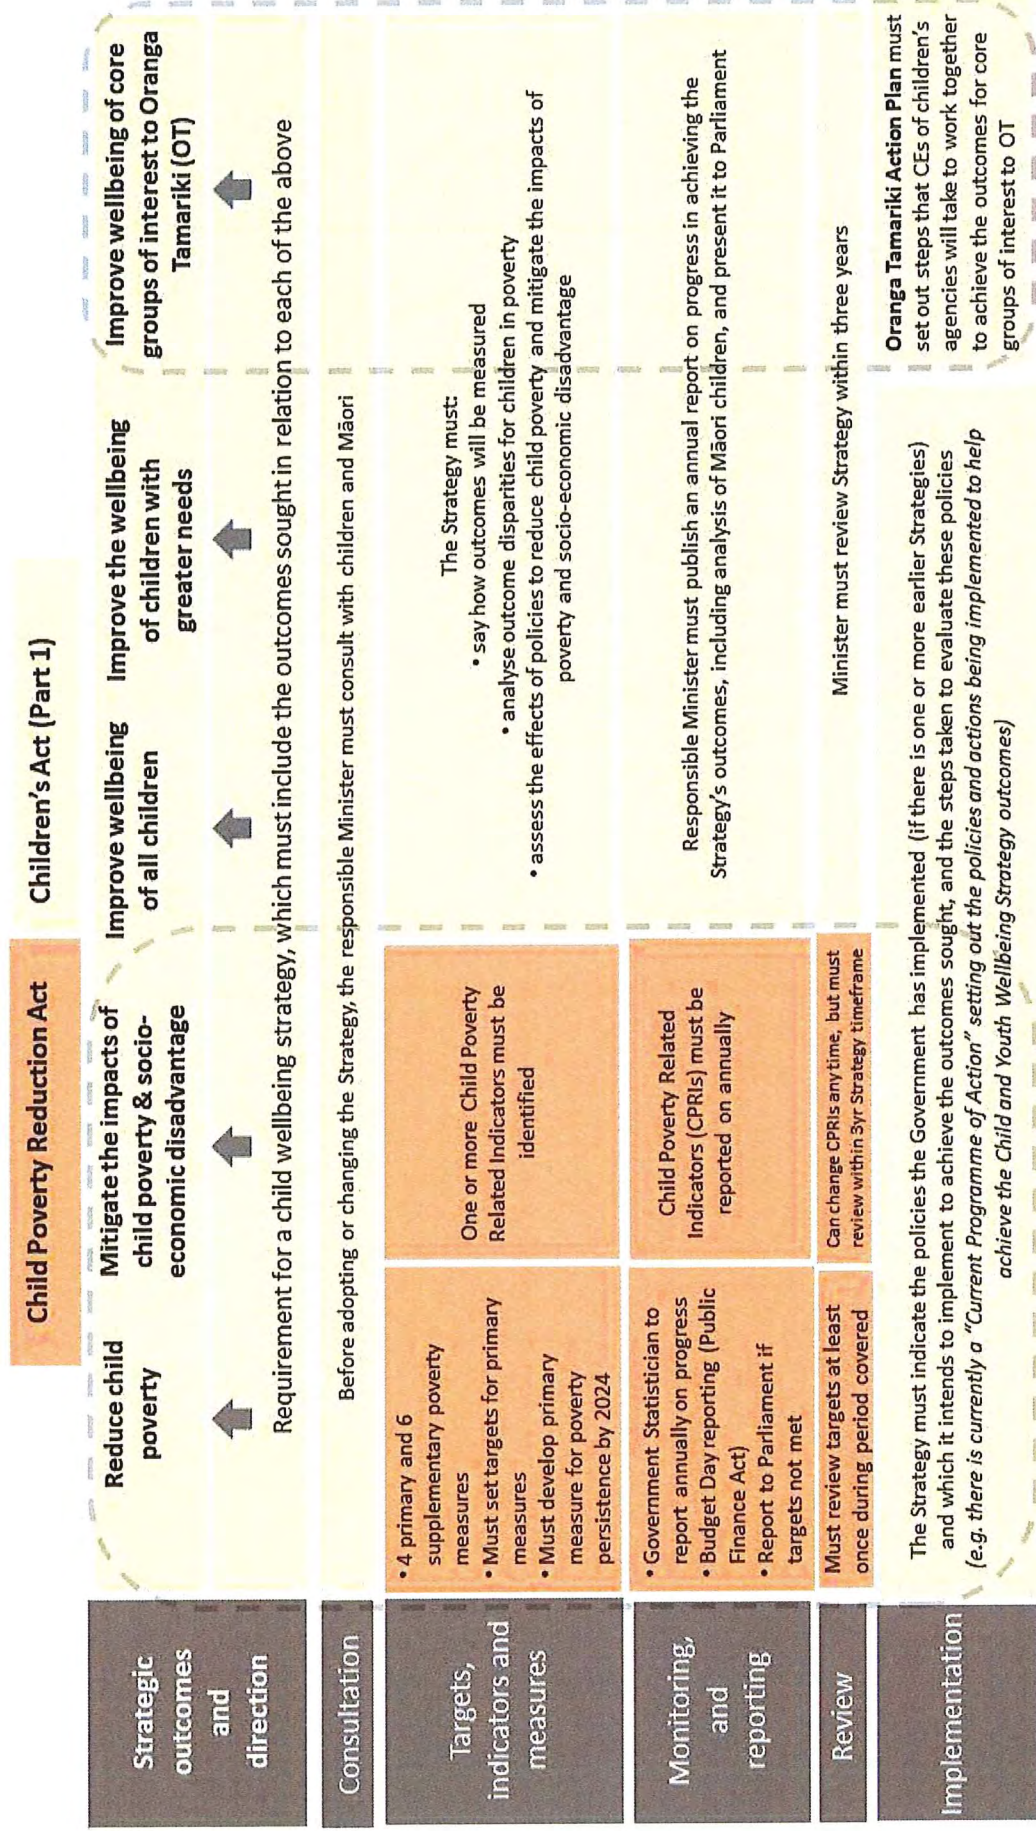 Child Poverty Reduction Act
Children's Act (Part 1)
Strategic
outcomes
and
direction
Reduce child
poverty
Mitigate the impacts of
child poverty & socio-
economic disadvantage
Improve wellbeing
of all children
Improve the wellbeing
of children with
greater needs
Improve wellbeing of core
groups of interest to Oranga
Tamariki (OT)
Requirement for a child wellbeing strategy, which must include the outcomes sought in relation to each of the above
Consultation
Before adopting or changing the Strategy, the responsible Minister must consult with children and Māori
Targets,
indicators and
measures
• 4 primary and 6
supplementary poverty
measures
• Must set targets for primary
measures
• Must develop primary
measure for poverty
persistence by 2024
One or more Child Poverty
Related Indicators must be
identified
The Strategy must:
• say how outcomes will be measured
• analyse outcome disparities for children in poverty
• assess the effects of policies to reduce child poverty and mitigate the impacts of
poverty and socio-economic disadvantage
Monitoring,
and
reporting
• Government Statistician to
report annually on progress
• Budget Day reporting (Public
Finance Act)
• Report to Parliament if
targets not met
Child Poverty Related
Indicators (CPRIs) must be
reported on annually
Responsible Minister must publish an annual report on progress in achieving the
Strategy's outcomes, including analysis of Māori children, and present it to Parliament
Review
Must review targets at least
once during period covered
Can change CPRIs anytime, but must
review within 3yr Strategy timeframe
Minister must review Strategy within three years
Implementation
The Strategy must indicate the policies the Government has implemented (if there is one or more earlier Strategies)
and which it intends to implement to achieve the outcomes sought, and the steps taken to evaluate these policies
(e.g. there is currently a "Current Programme of Action" setting out the policies and actions being implemented to help
achieve the Child and Youth Wellbeing Strategy outcomes)
Oranga Tamariki Action Plan must
set out steps that CEs of children's
agencies will take to work together
to achieve the outcomes for core
groups of interest to OT